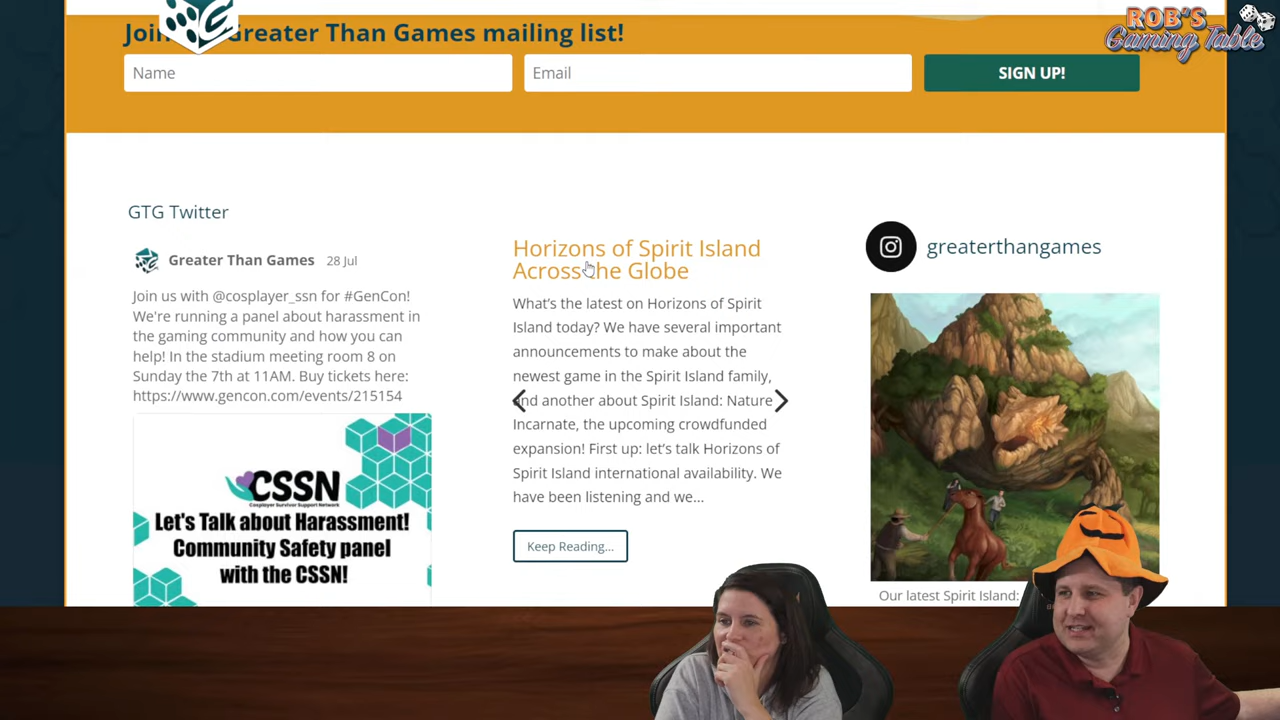 ROB'S
Gaming Table
Join
Greater Than Games mailing list!
Name
Email
SIGN UP!
GTG Twitter
Greater Than Games 28 Jul
Join us with @cosplayer_ssn for #GenCon!
We're running a panel about harassment in
the gaming community and how you can
help! In the stadium meeting room 8 on
Sunday the 7th at 11AM. Buy tickets here:
https://www.gencon.com/events/215154
CSSN
Cosplayer Survivor Support Network
Let's Talk about Harassment!
Community Safety panel
with the CSSN!
Horizons of Spirit Island
Across the Globe
What's the latest on Horizons of Spirit
Island today? We have several important
announcements to make about the
newest game in the Spirit Island family,
and another about Spirit Island: Nature
Incarnate, the upcoming crowdfunded
expansion! First up: let's talk Horizons of
Spirit Island international availability. We
have been listening and we...
Keep Reading...
greaterthangames
Our latest Spirit Island: